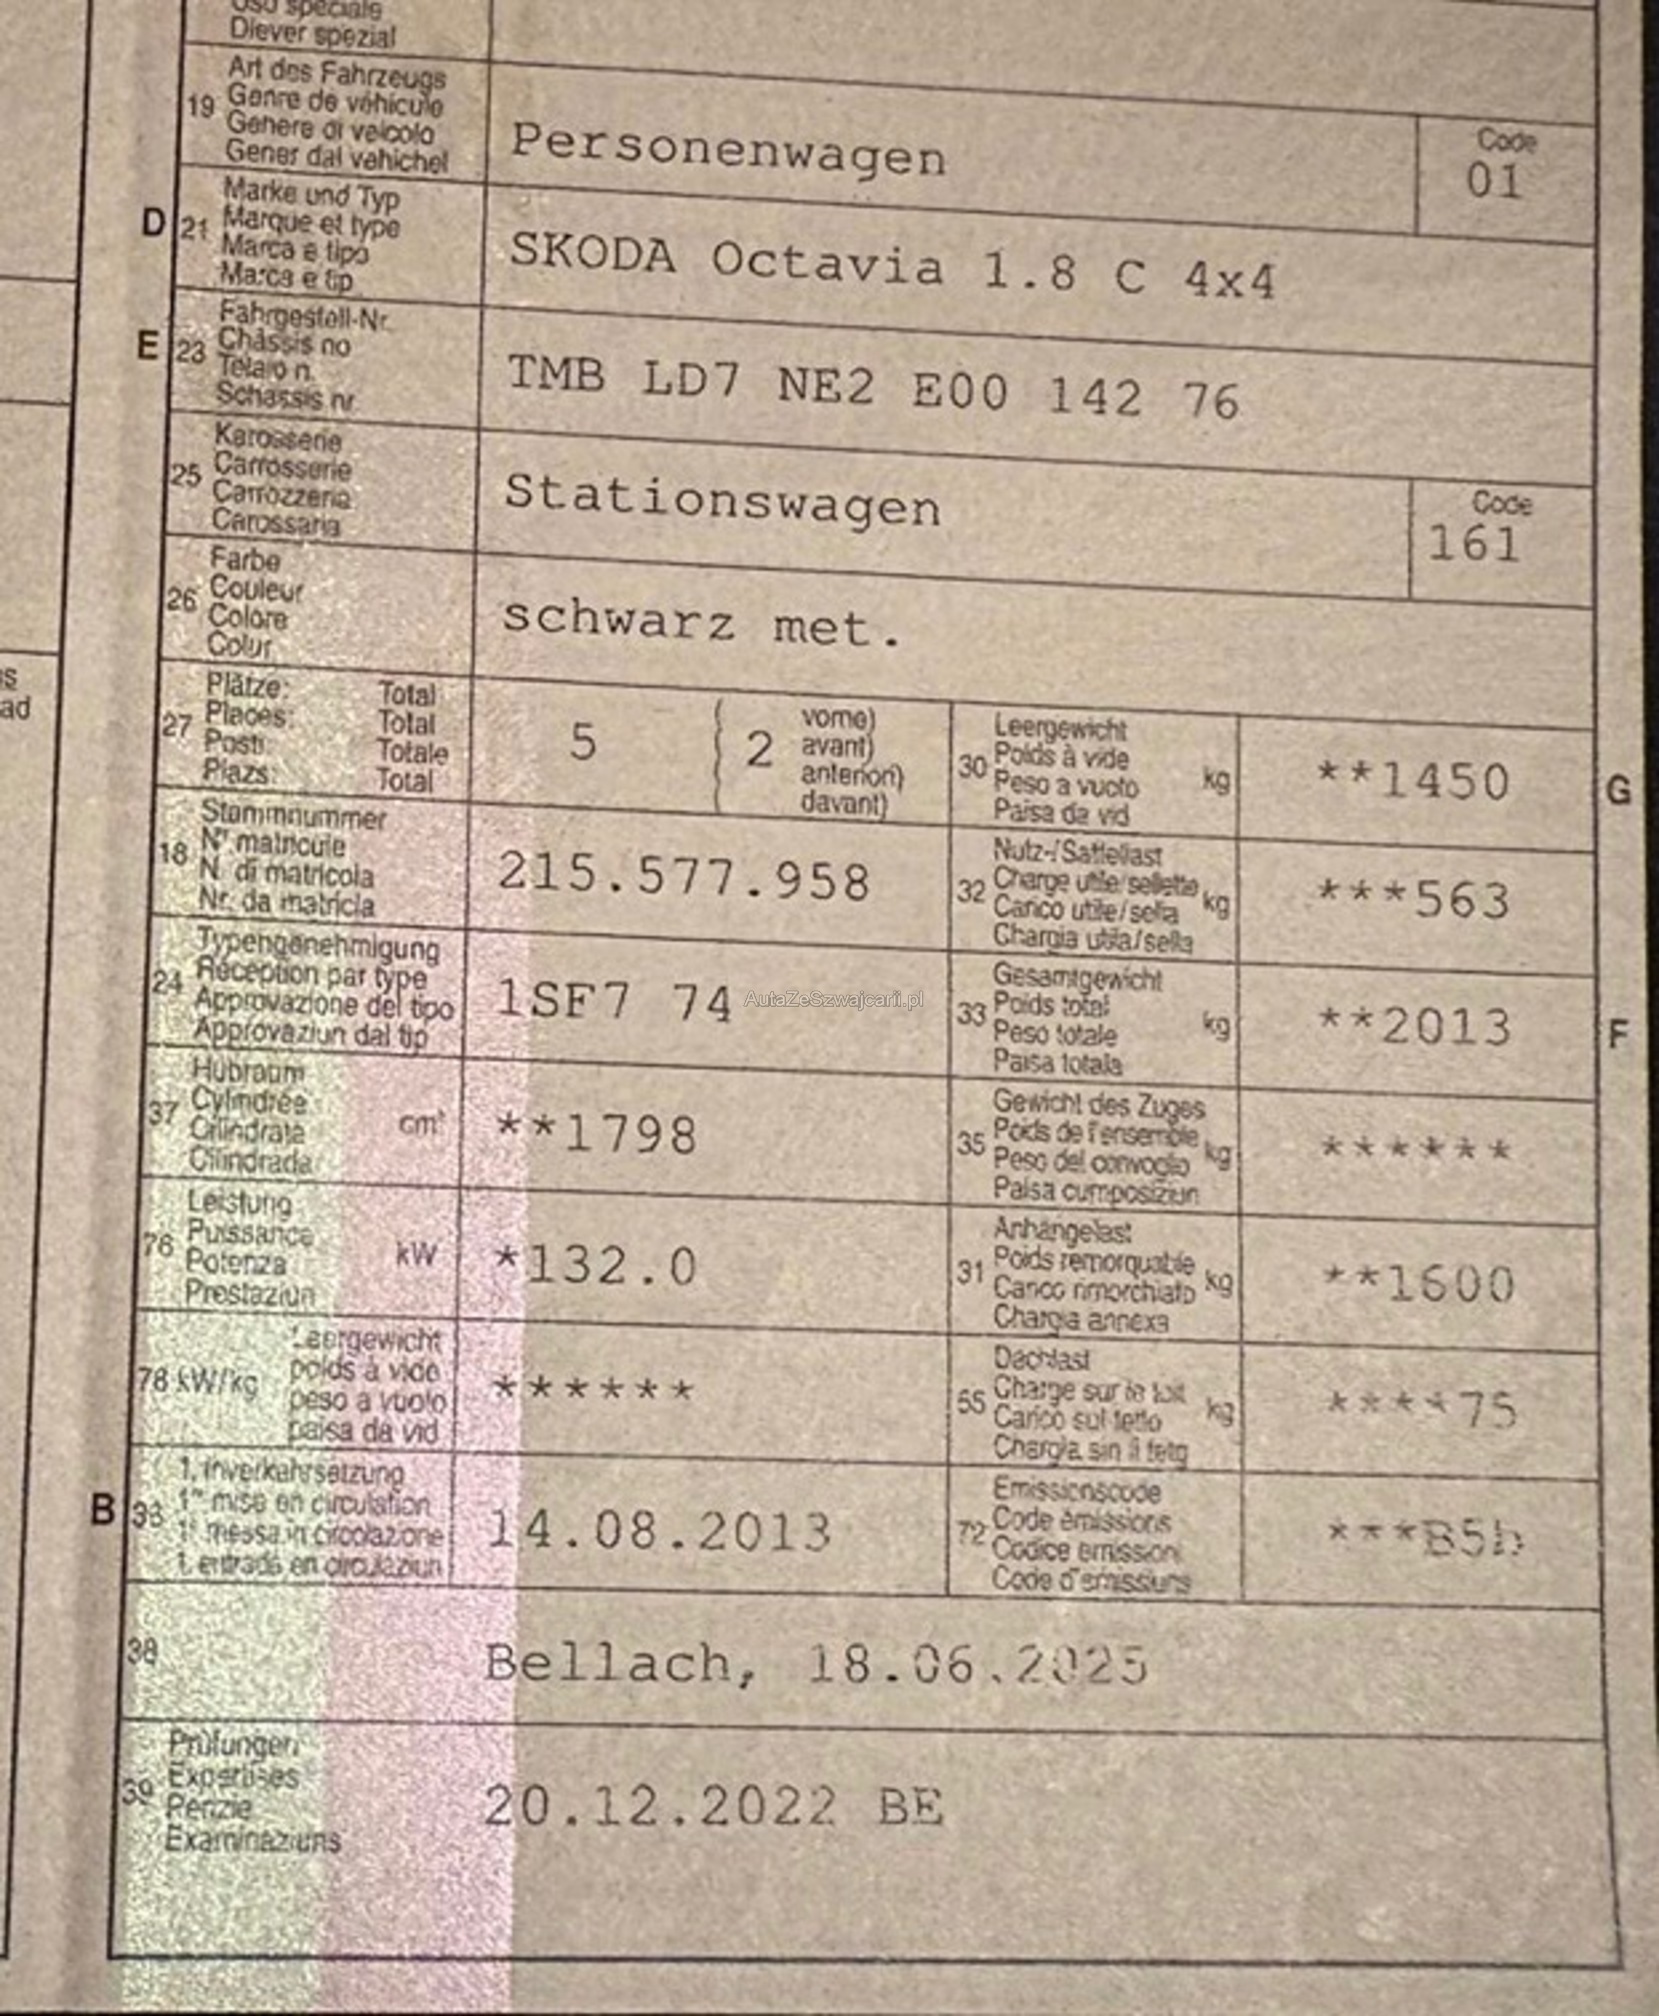 Uso speciale
Diever spezial
19 Art des Fahrzeugs
Genre de véhicule
Genere di veicolo
Gener dal vehichel
Personenwagen
Code
01
D 21 Marke und Typ
Marque et type
Marca e tipo
Marca e tip
SKODA Octavia 1.8 C 4x4
E 23 Fahrgestell-Nr.
Châssis no
Telaio n.
Schassis nr
TMB LD7 NE2 E00 142 76
25 Karosserie
Carrosserie
Carrozzeria
Carossaria
Stationswagen
Code
161
26 Farbe
Couleur
Colore
Colur
schwarz met.
s
ad
27 Plätze: Total
Places: Total
Posti: Totale
Plazs: Total
5 2
vorne)
avant)
anteriori)
davant)
30 Leergewicht
Poids à vide
Peso a vuoto
Paisa da vid
kg
**1450 G
18 Stammnummer
N° matricule
N. di matricola
Nr. da matricla
215.577.958
32 Nutz-/Sattellast
Charge utile/sellette
Carico utile/sella
Chargia utila/sella
kg
***563
24 Typengenehmigung
Réception par type
Approvazione del tipo
Approvaziun dal tip
1SF7 74
AutaZeSzwajcarii.pl
33 Gesamtgewicht
Poids total
Peso totale
Paisa totala
kg
**2013 F
37 Hubraum
Cylindrée
Cilindrata
Cilindrada
cm³
**1798
35 Gewicht des Zuges
Poids de l'ensemble
Peso del convoglio
Paisa cumposiziun
kg
******
76 Leistung
Puissance
Potenza
Prestaziun
kW
*132.0
31 Anhängelast
Poids remorquable
Carico rimorchiato
Chargia annexa
kg
**1600
78 kW/kg Leergewicht
poids à vide
peso a vuoto
paisa da vid
******
55 Dachlast
Charge sur le toit
Carico sul tetto
Chargia sin il tetg
kg
****75
B 36 1. Inverkehrsetzung
1re mise en circulation
1a messa in circolazione
1. entrada en circulaziun
14.08.2013
72 Emissionscode
Code émissions
Codice emissioni
Code d'emissiuns
***B5b
38
Bellach, 18.06.2025
39 Prüfungen
Expertises
Perizie
Examinaziuns
20.12.2022 BE